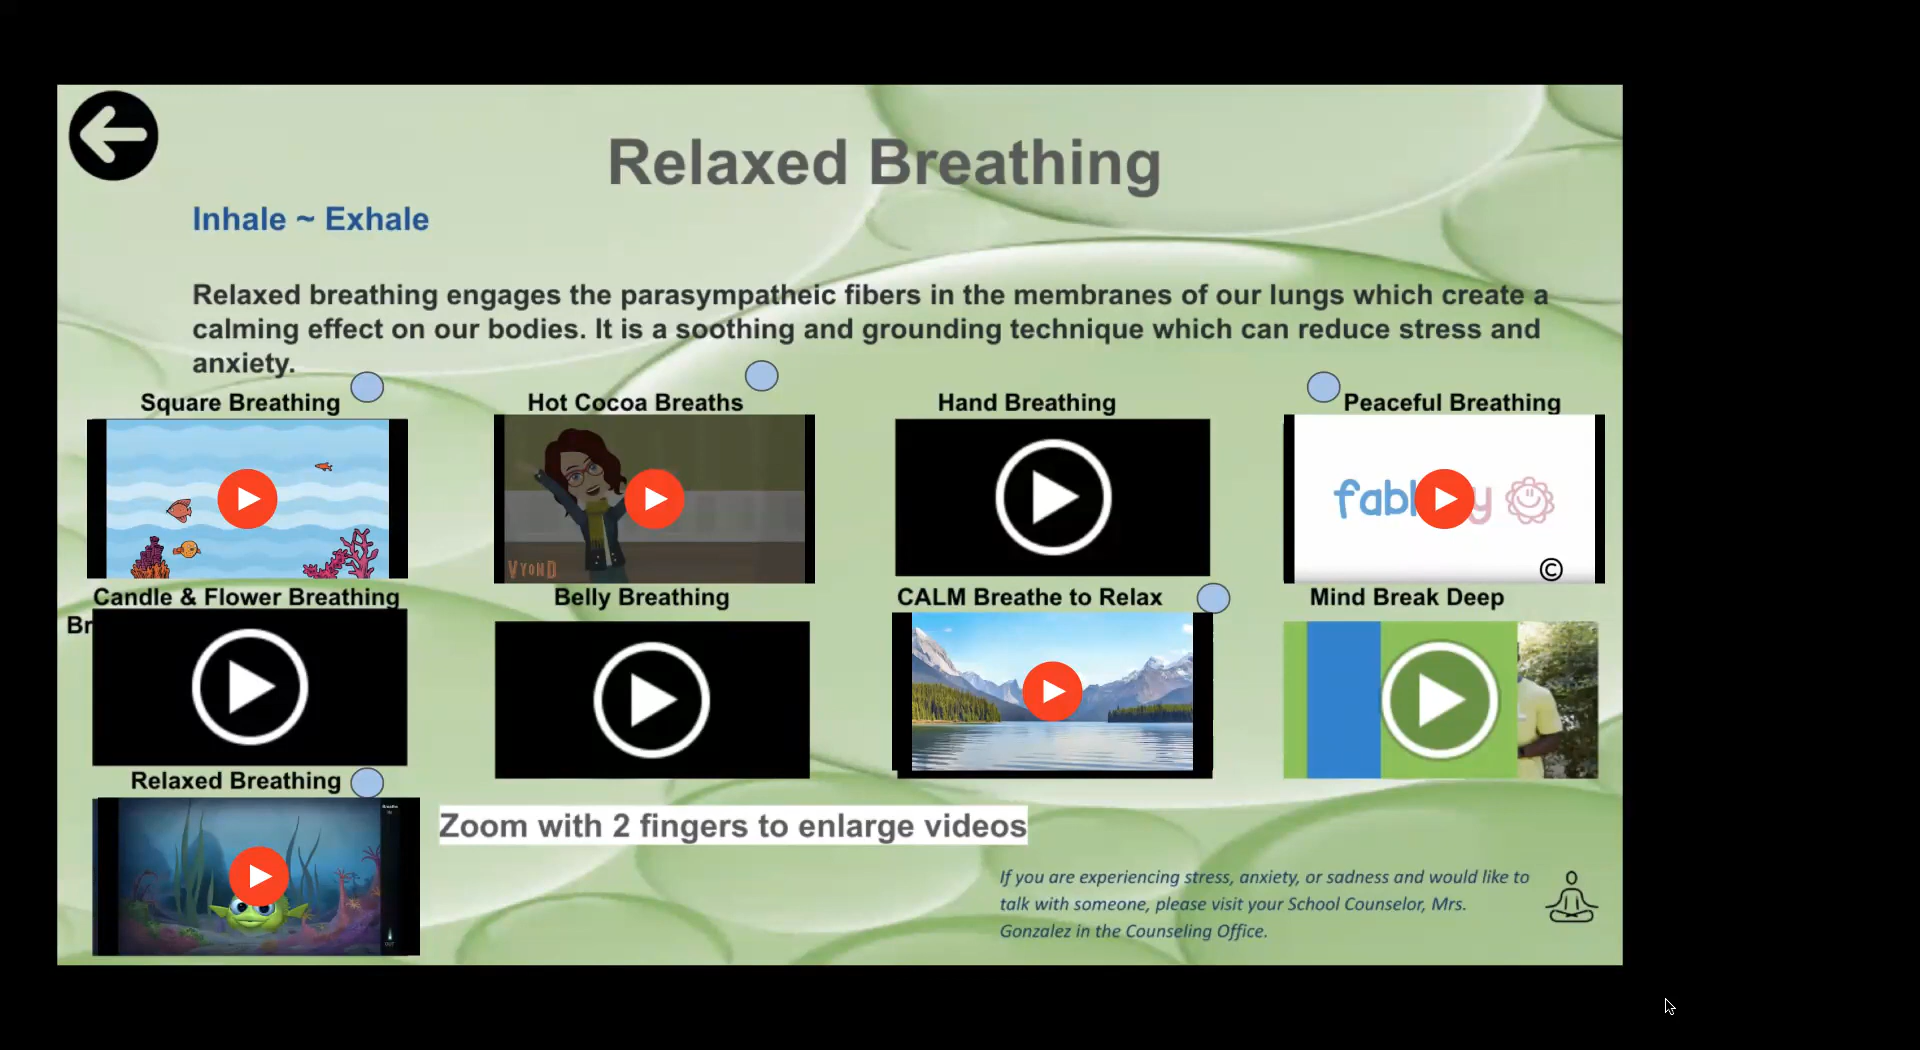 Relaxed Breathing
Inhale ~ Exhale
Relaxed breathing engages the parasympatheic fibers in the membranes of our lungs which create a
calming effect on our bodies. It is a soothing and grounding technique which can reduce stress and
anxiety.
Square Breathing
Hot Cocoa Breaths
Hand Breathing
Peaceful Breathing
VYOND
©
Candle & Flower Breathing
Belly Breathing
CALM Breathe to Relax
Mind Break Deep
Br
Relaxed Breathing
Zoom with 2 fingers to enlarge videos
If you are experiencing stress, anxiety, or sadness and would like to
talk with someone, please visit your School Counselor, Mrs.
Gonzalez in the Counseling Office.